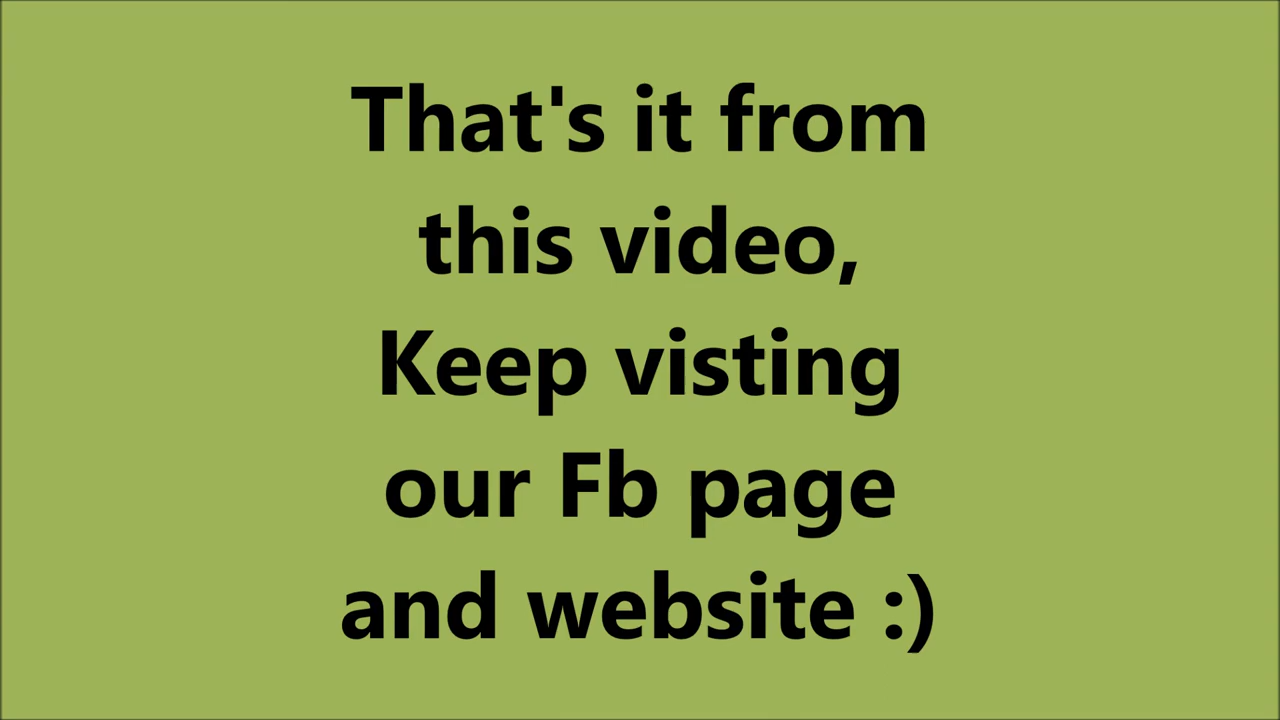 That's it from
this video,
Keep visting
our Fb page
and website :)